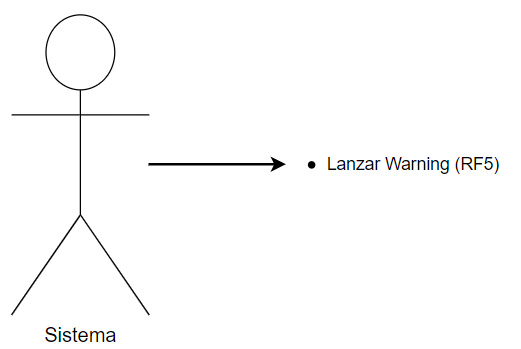 • Lanzar Warning (RF5)
Sistema